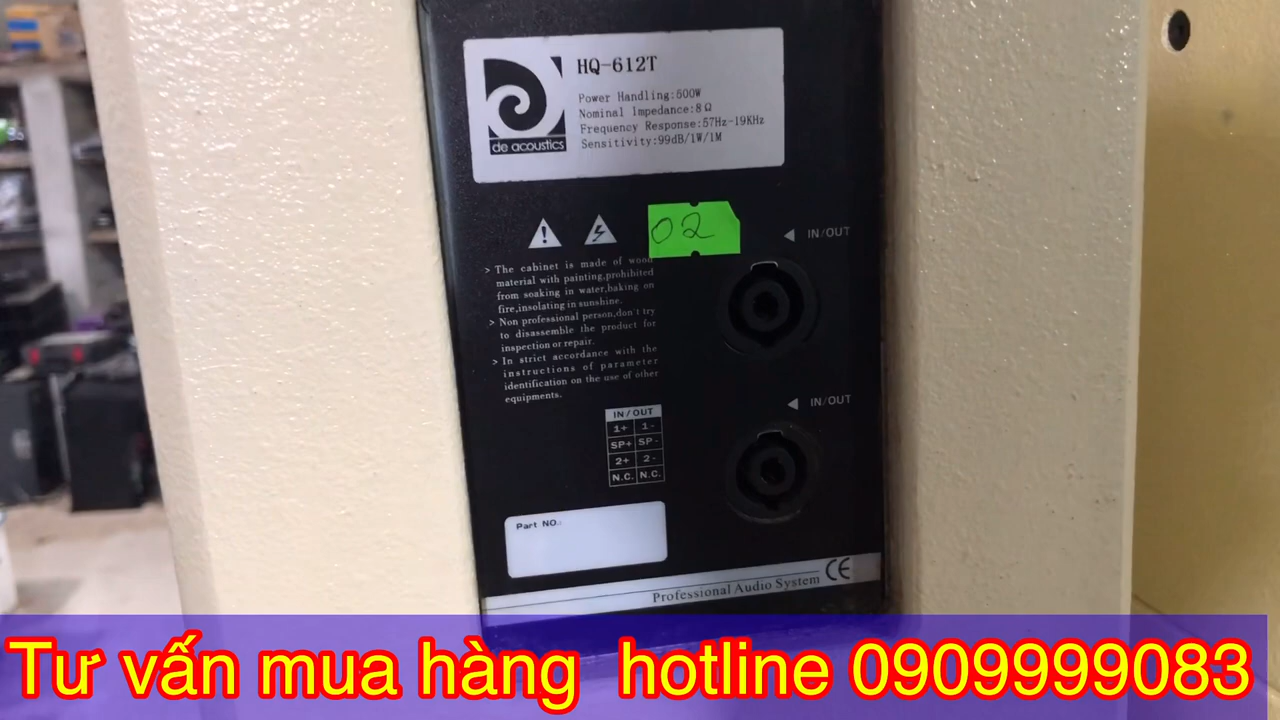 HQ-612T
Power Handling:500W
Nominal Impedance:8Ω
Frequency Response:57Hz-19KHz
Sensitivity:99dB/1W/1M
de acoustics
02
IN/OUT
> The cabinet is made of wood
material with painting,prohibited
from soaking in water,baking on
fire,insolating in sunshine.
> Non professional person,don't try
to disassemble the product for
inspection or repair.
> In strict accordance with the
instructions of parameter
identification on the use of other
equipments.
IN/OUT
IN/OUT
1+ 1-
SP+ SP-
2+ 2-
N.C. N.C.
Part NO.:
Professional Audio System CE
Tư vấn mua hàng hotline 0909999083